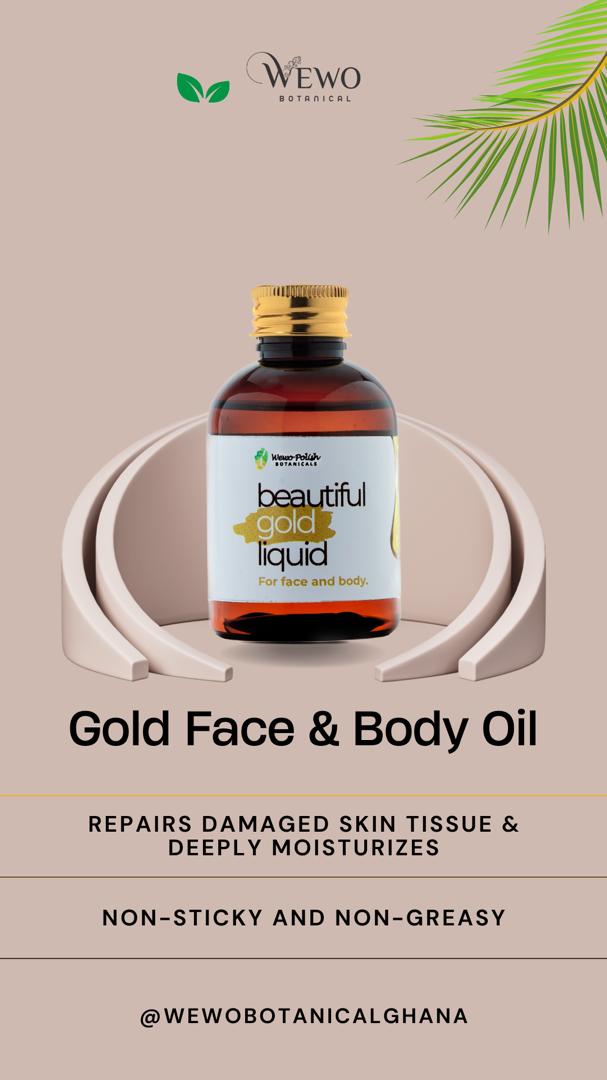 WEWO
BOTANICAL
Wewo Polish
BOTANICALS
beautiful
gold
liquid
For face and body.
Gold Face & Body Oil
REPAIRS DAMAGED SKIN TISSUE &
DEEPLY MOISTURIZES
NON-STICKY AND NON-GREASY
@WEWOBOTANICALGHANA